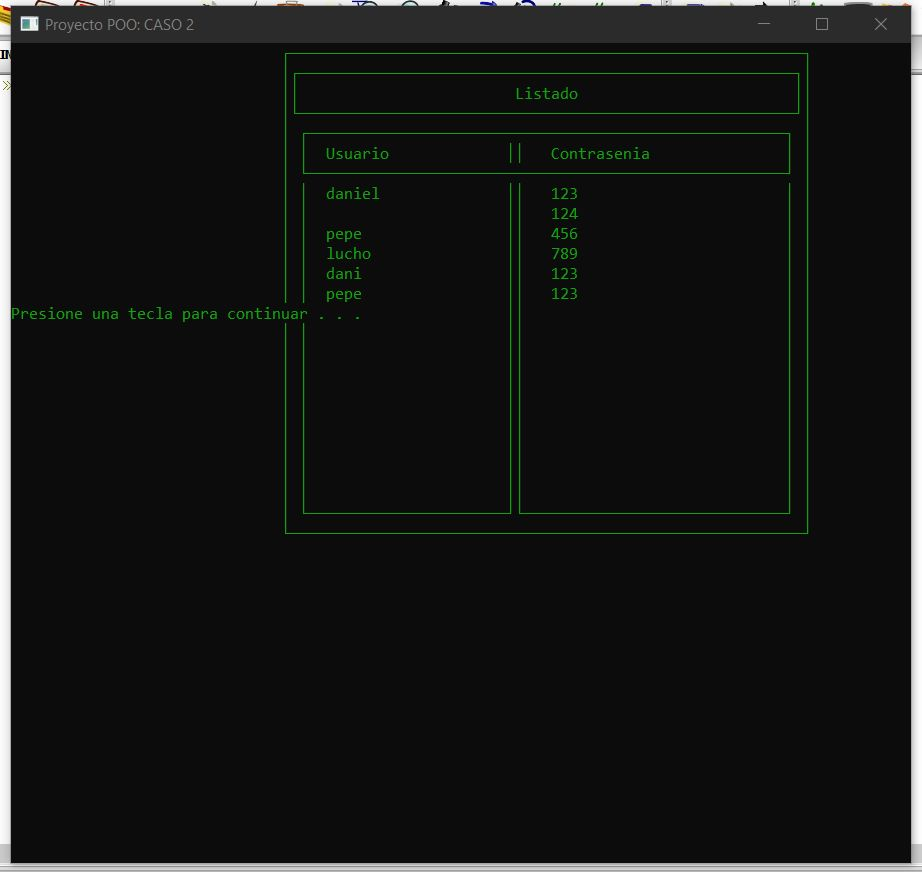 Proyecto POO: CASO 2
Listado
Usuario Contrasenia
daniel 123
124
pepe 456
lucho 789
dani 123
pepe 123
Presione una tecla para continuar . . .